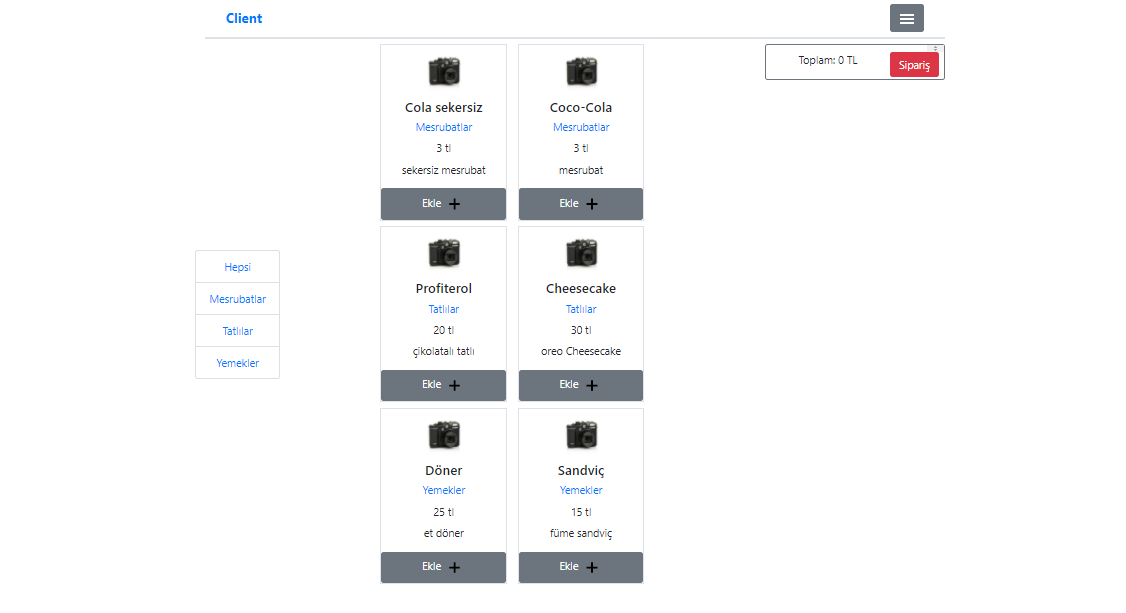 Client
Toplam: 0 TL
Sipariş
Hepsi
Mesrubatlar
Tatlılar
Yemekler
Cola sekersiz
Mesrubatlar
3 tl
sekersiz mesrubat
Ekle
Coco-Cola
Mesrubatlar
3 tl
mesrubat
Ekle
Profiterol
Tatlılar
20 tl
çikolatalı tatlı
Ekle
Cheesecake
Tatlılar
30 tl
oreo Cheesecake
Ekle
Döner
Yemekler
25 tl
et döner
Ekle
Sandviç
Yemekler
15 tl
füme sandviç
Ekle